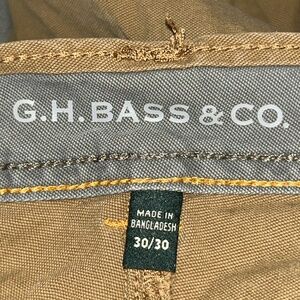 G.H.BASS & CO.
MADE IN
BANGLADESH
30/30